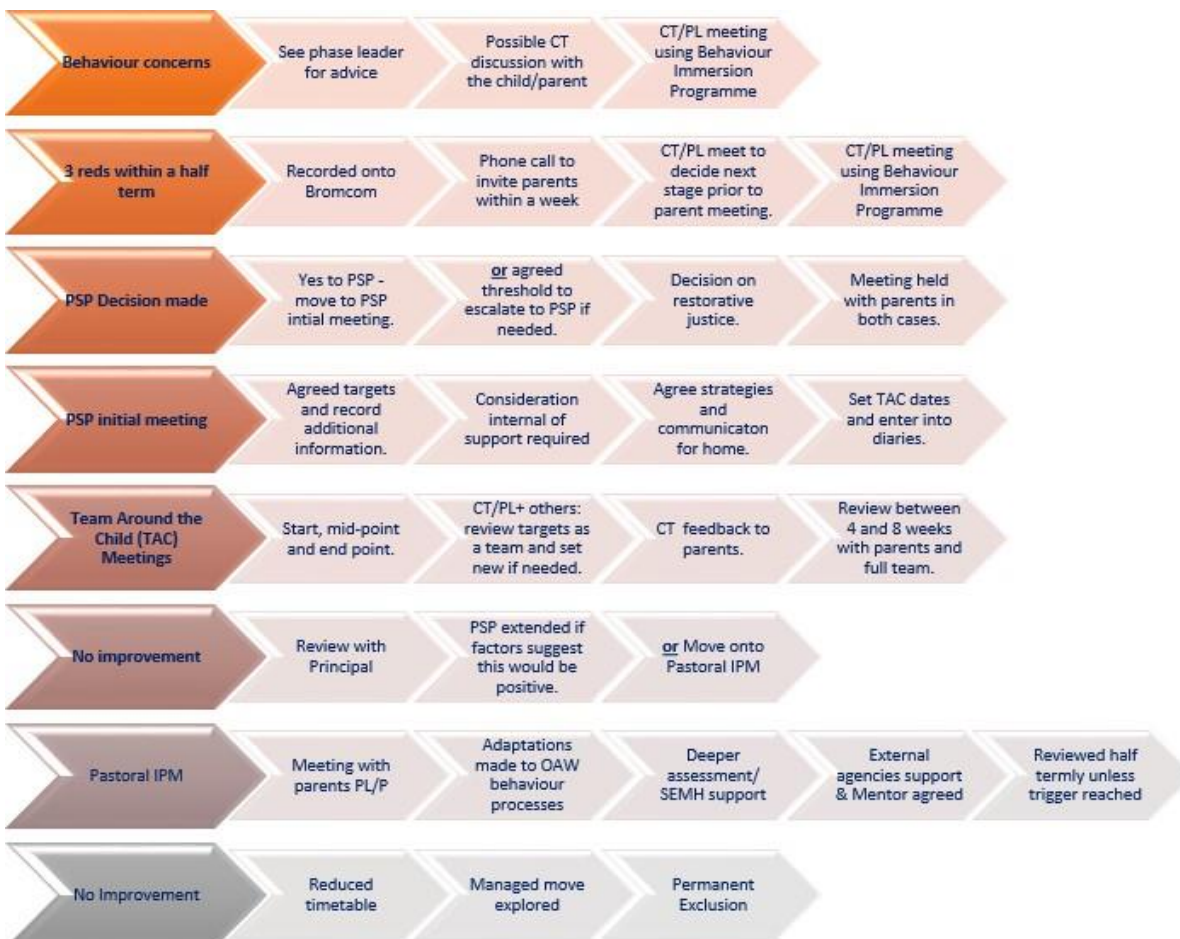 Behaviour concerns
See phase leader
for advice
Possible CT
discussion with
the child/parent
CT/PL meeting
using Behaviour
Immersion
Programme
3 reds within a half
term
Recorded onto
Bromcom
Phone call to
invite parents
within a week
CT/PL meet to
decide next
stage prior to
parent meeting.
CT/PL meeting
using Behaviour
Immersion
Programme
PSP Decision made
Yes to PSP -
move to PSP
intial meeting.
or agreed
threshold to
escalate to PSP if
needed.
Decision on
restorative
justice.
Meeting held
with parents in
both cases.
PSP initial meeting
Agreed targets
and record
additional
information.
Consideration
internal of
support required
Agree strategies
and
communicaton
for home.
Set TAC dates
and enter into
diaries.
Team Around the
Child (TAC)
Meetings
Start, mid-point
and end point.
CT/PL+ others:
review targets as
a team and set
new if needed.
CT feedback to
parents.
Review between
4 and 8 weeks
with parents and
full team.
No improvement
Review with
Principal
PSP extended if
factors suggest
this would be
positive.
or Move onto
Pastoral IPM
Pastoral IPM
Meeting with
parents PL/P
Adaptations
made to OAW
behaviour
processes
Deeper
assessment/
SEMH support
External
agencies support
& Mentor agreed
Reviewed half
termly unless
trigger reached
No Improvement
Reduced
timetable
Managed move
explored
Permanent
Exclusion